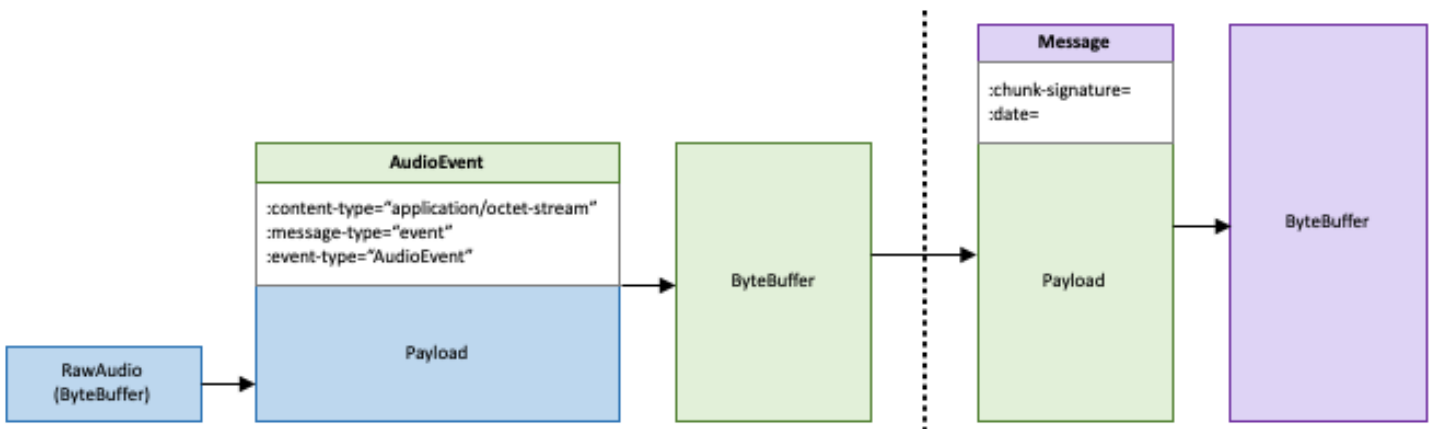 RawAudio
(ByteBuffer)
AudioEvent
:content-type=“application/octet-stream”
:message-type=“event”
:event-type=“AudioEvent”
Payload
ByteBuffer
Message
:chunk-signature=
:date=
Payload
ByteBuffer